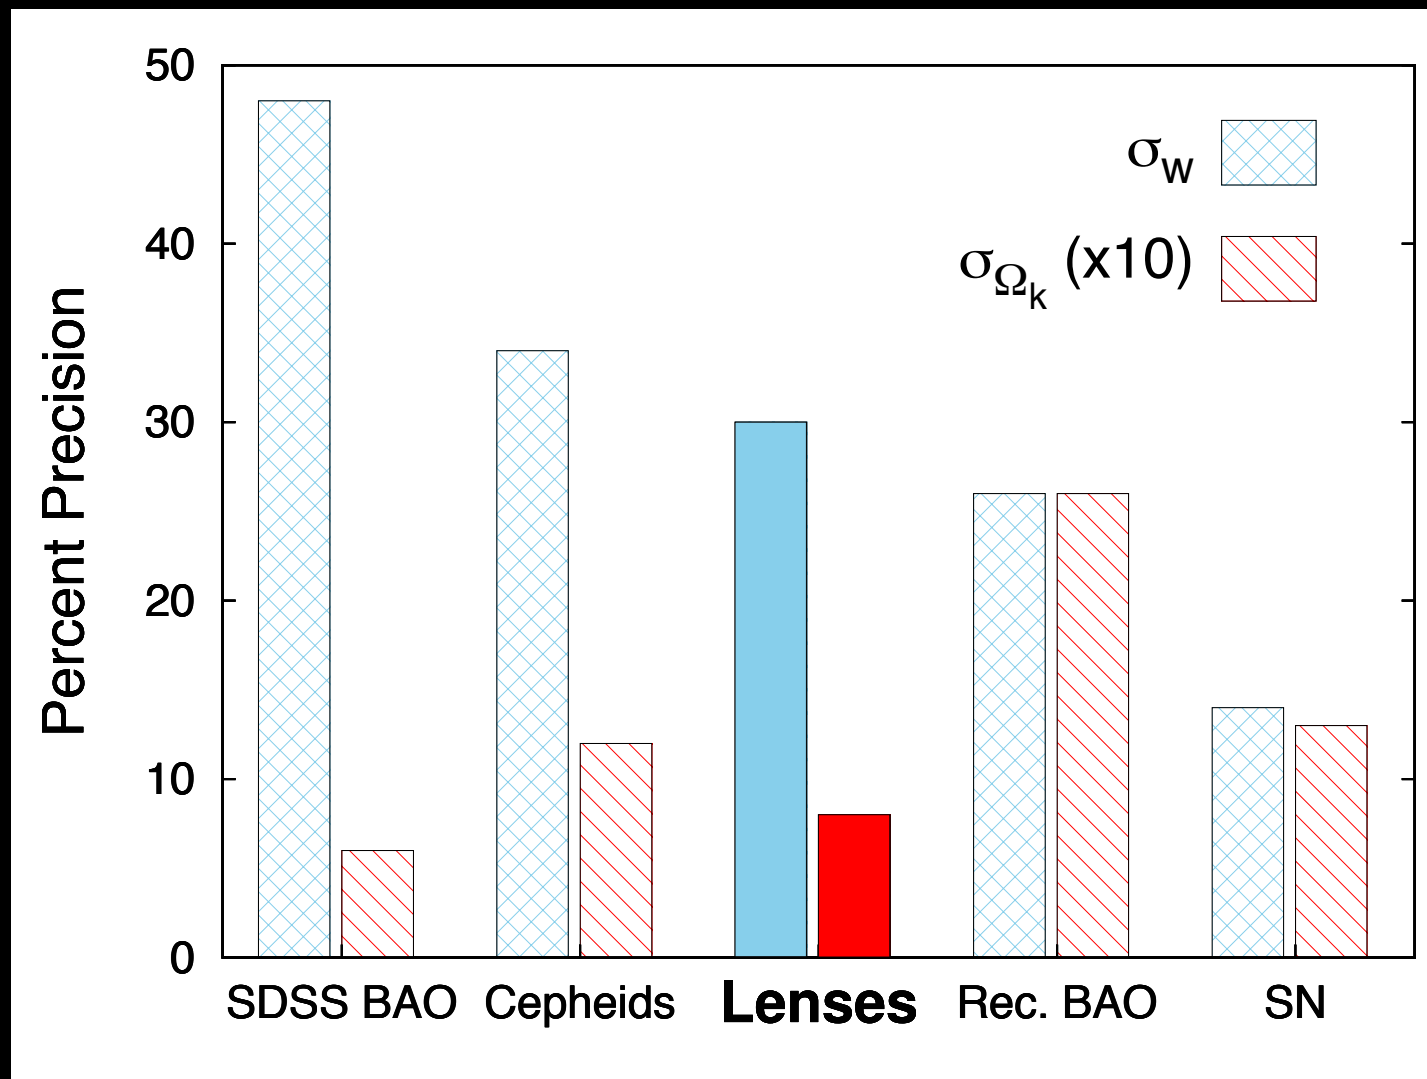 50
40
30
20
10
0
Percent Precision
σw
σΩk (x10)
SDSS BAO Cepheids Lenses Rec. BAO SN